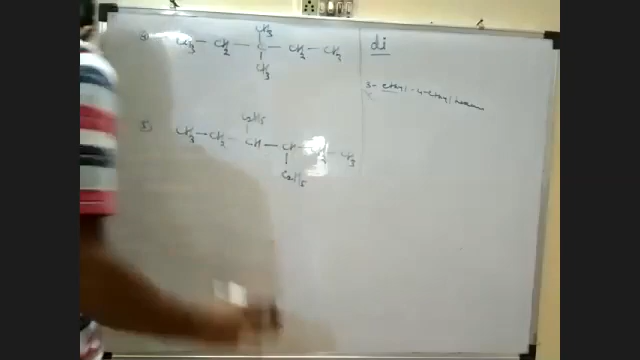 CH3
CH3 — CH2 — C — CH2 — CH3
CH3
di
3- ethyl - 4-ethyl hexane
5)
C2H5
CH3 — CH2 — CH — CH — CH2 — CH3
C2H5